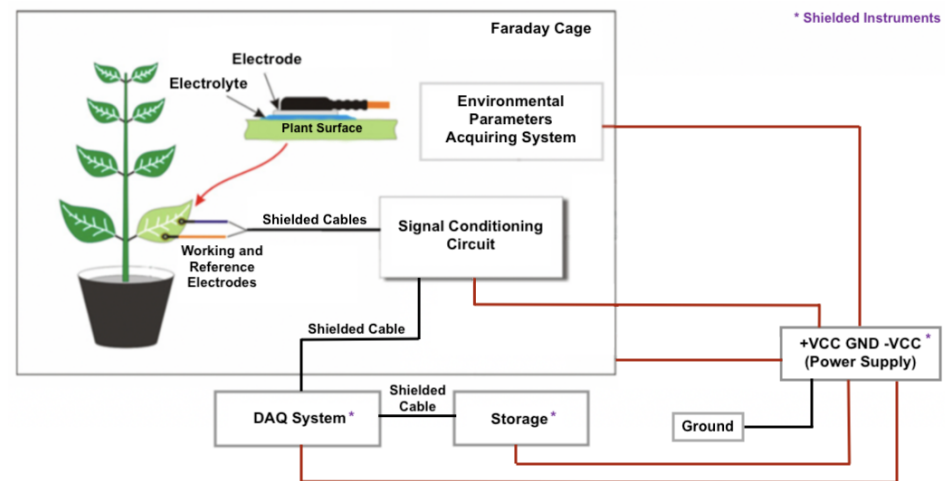 * Shielded Instruments
Faraday Cage
Electrode
Electrolyte
Plant Surface
Environmental
Parameters
Acquiring System
Shielded Cables
Signal Conditioning
Circuit
Working and
Reference
Electrodes
Shielded Cable
+VCC GND -VCC *
(Power Supply)
Shielded
Cable
DAQ System *
Storage *
Ground